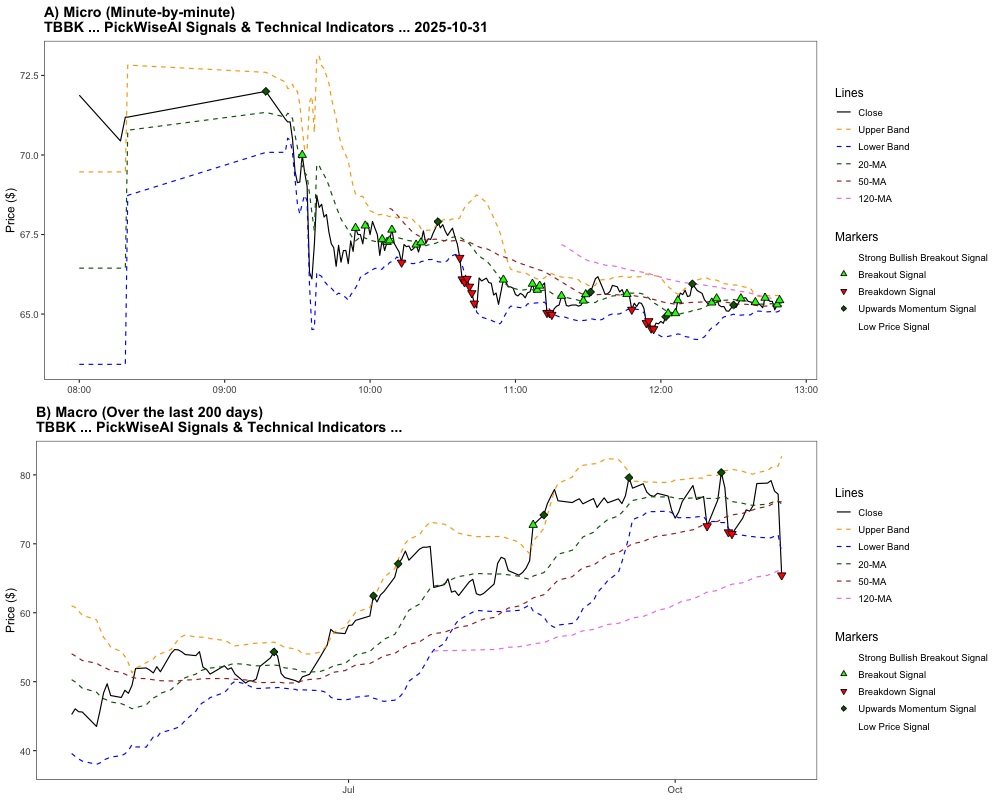 A) Micro (Minute-by-minute)
TBBK ... PickWiseAI Signals & Technical Indicators ... 2025-10-31
72.5
70.0
67.5
65.0
Price ($)
08:00 09:00 10:00 11:00 12:00 13:00
Lines
Close
Upper Band
Lower Band
20-MA
50-MA
120-MA
Markers
Strong Bullish Breakout Signal
Breakout Signal
Breakdown Signal
Upwards Momentum Signal
Low Price Signal
B) Macro (Over the last 200 days)
TBBK ... PickWiseAI Signals & Technical Indicators ...
80
70
60
50
40
Price ($)
Jul Oct
Lines
Close
Upper Band
Lower Band
20-MA
50-MA
120-MA
Markers
Strong Bullish Breakout Signal
Breakout Signal
Breakdown Signal
Upwards Momentum Signal
Low Price Signal